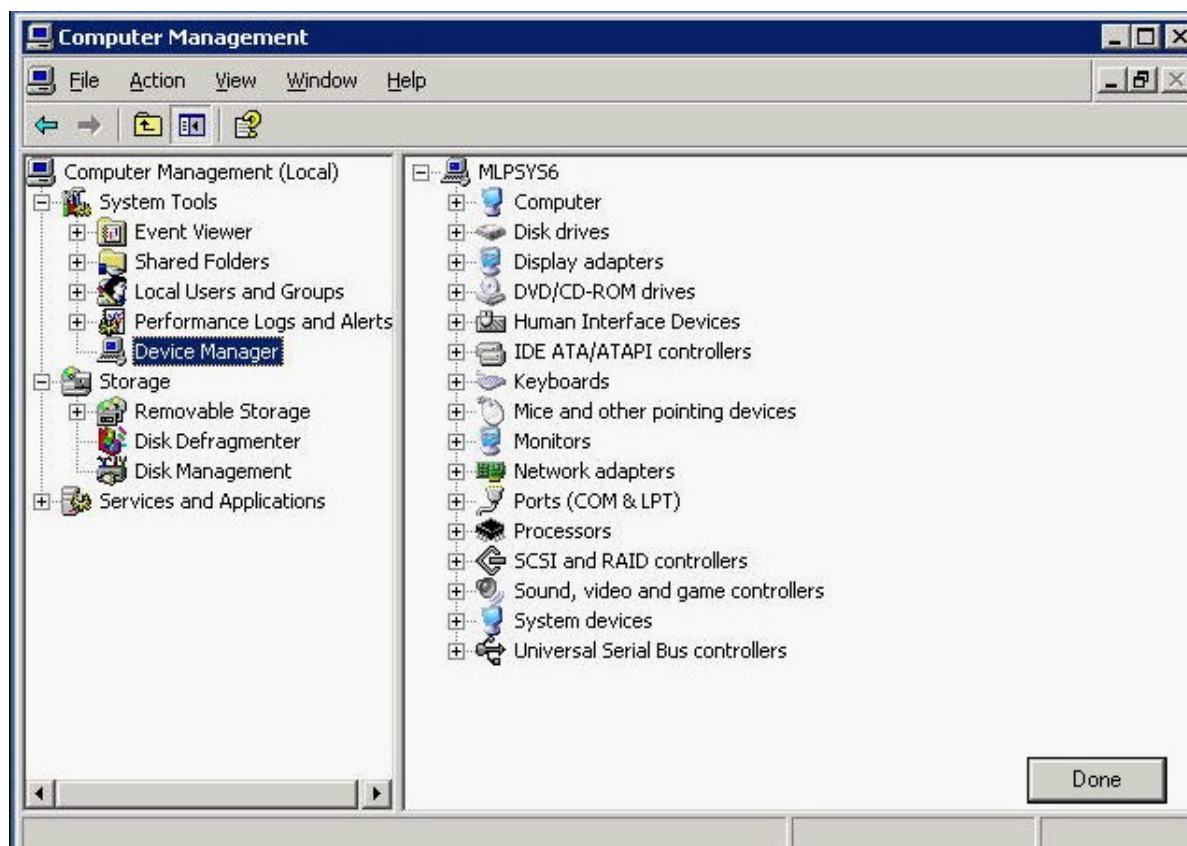 Computer Management
File Action View Window Help
Computer Management (Local)
System Tools
Event Viewer
Shared Folders
Local Users and Groups
Performance Logs and Alerts
Device Manager
Storage
Removable Storage
Disk Defragmenter
Disk Management
Services and Applications
MLPSYS6
Computer
Disk drives
Display adapters
DVD/CD-ROM drives
Human Interface Devices
IDE ATA/ATAPI controllers
Keyboards
Mice and other pointing devices
Monitors
Network adapters
Ports (COM & LPT)
Processors
SCSI and RAID controllers
Sound, video and game controllers
System devices
Universal Serial Bus controllers
Done